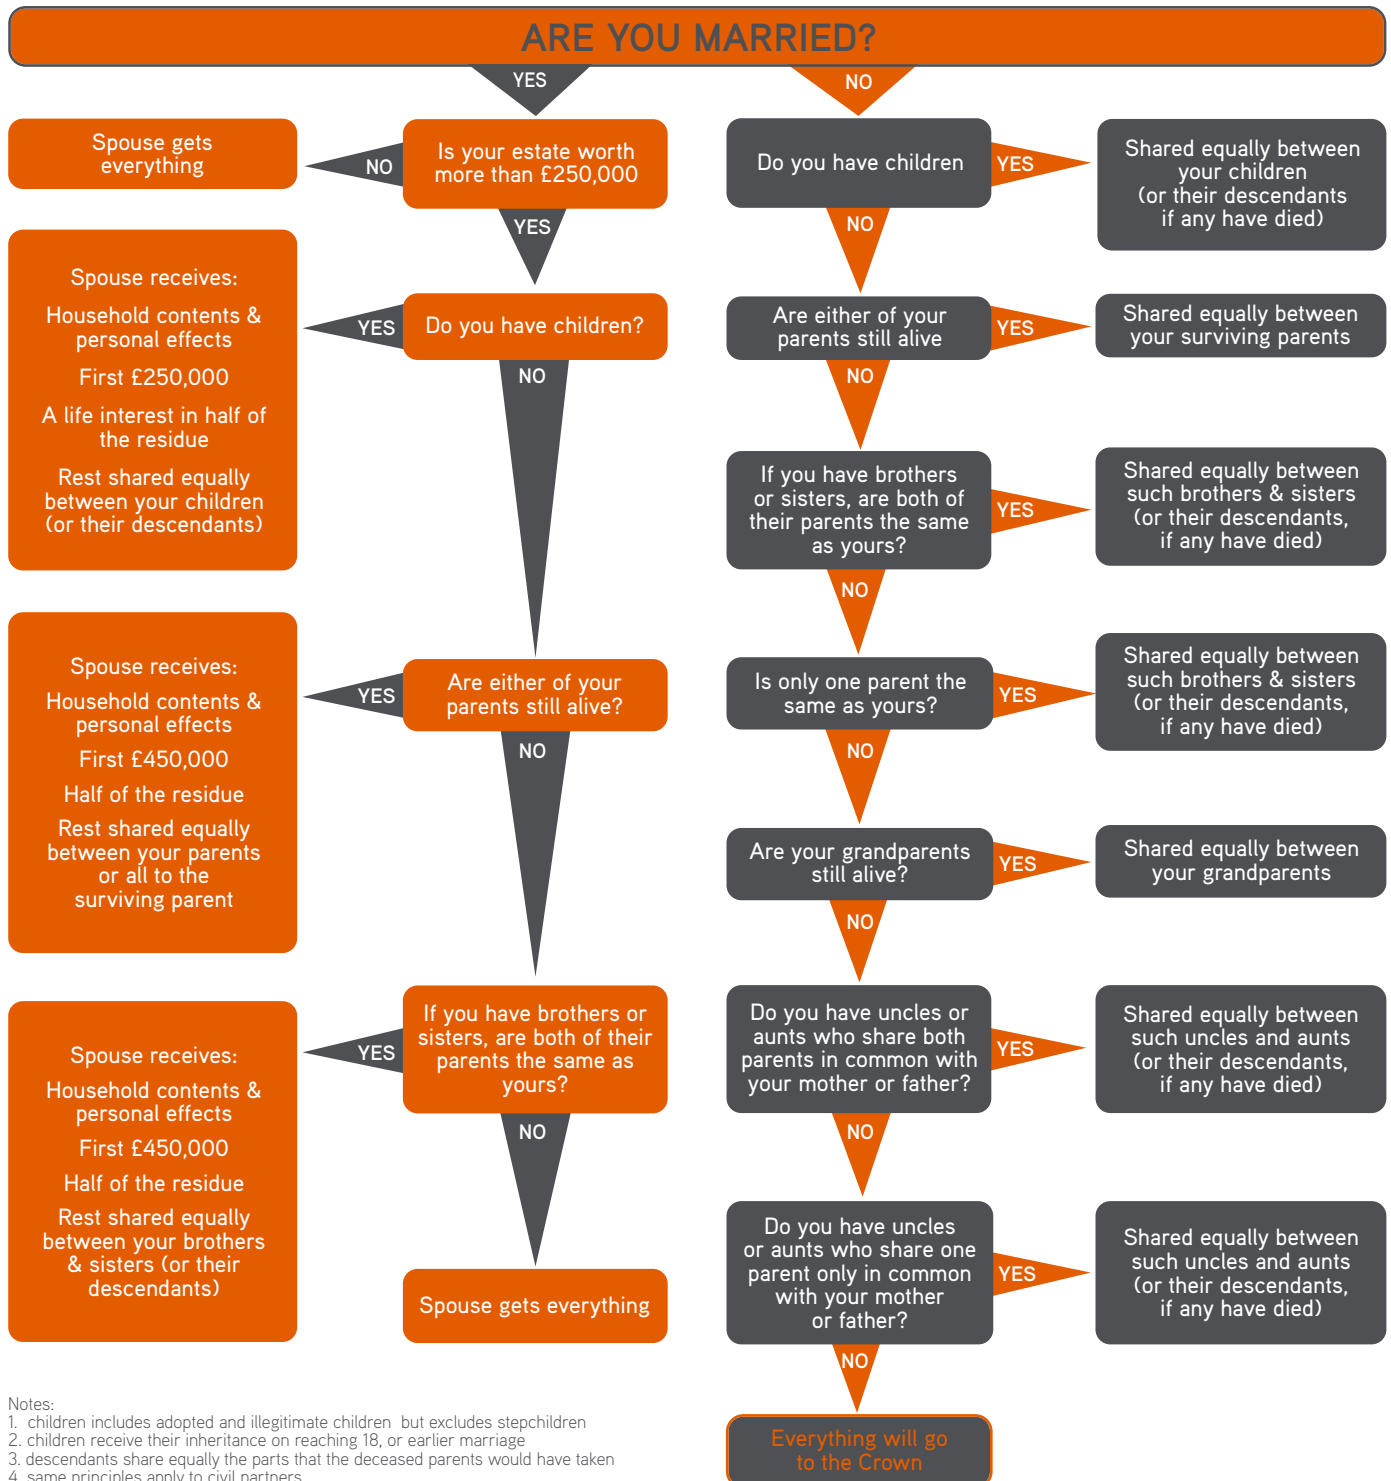 ARE YOU MARRIED?
YES
NO
Spouse gets
everything
NO
Is your estate worth
more than £250,000
YES
Do you have children
YES
Shared equally between
your children
(or their descendants
if any have died)
NO
Spouse receives:
Household contents &
personal effects
First £250,000
A life interest in half of
the residue
Rest shared equally
between your children
(or their descendants)
YES
Do you have children?
NO
Are either of your
parents still alive
YES
Shared equally between
your surviving parents
NO
If you have brothers
or sisters, are both of
their parents the same
as yours?
YES
Shared equally between
such brothers & sisters
(or their descendants,
if any have died)
NO
Spouse receives:
Household contents &
personal effects
First £450,000
Half of the residue
Rest shared equally
between your parents
or all to the
surviving parent
YES
Are either of your
parents still alive?
NO
Is only one parent the
same as yours?
YES
Shared equally between
such brothers & sisters
(or their descendants,
if any have died)
NO
Are your grandparents
still alive?
YES
Shared equally between
your grandparents
NO
Spouse receives:
Household contents &
personal effects
First £450,000
Half of the residue
Rest shared equally
between your brothers
& sisters (or their
descendants)
YES
If you have brothers or
sisters, are both of their
parents the same as
yours?
NO
Spouse gets everything
Do you have uncles or
aunts who share both
parents in common with
your mother or father?
YES
Shared equally between
such uncles and aunts
(or their descendants,
if any have died)
NO
Do you have uncles
or aunts who share one
parent only in common
with your mother
or father?
YES
Shared equally between
such uncles and aunts
(or their descendants,
if any have died)
NO
Everything will go
to the Crown
Notes:
1. children includes adopted and illegitimate children but excludes stepchildren
2. children receive their inheritance on reaching 18, or earlier marriage
3. descendants share equally the parts that the deceased parents would have taken
4. same principles apply to civil partners